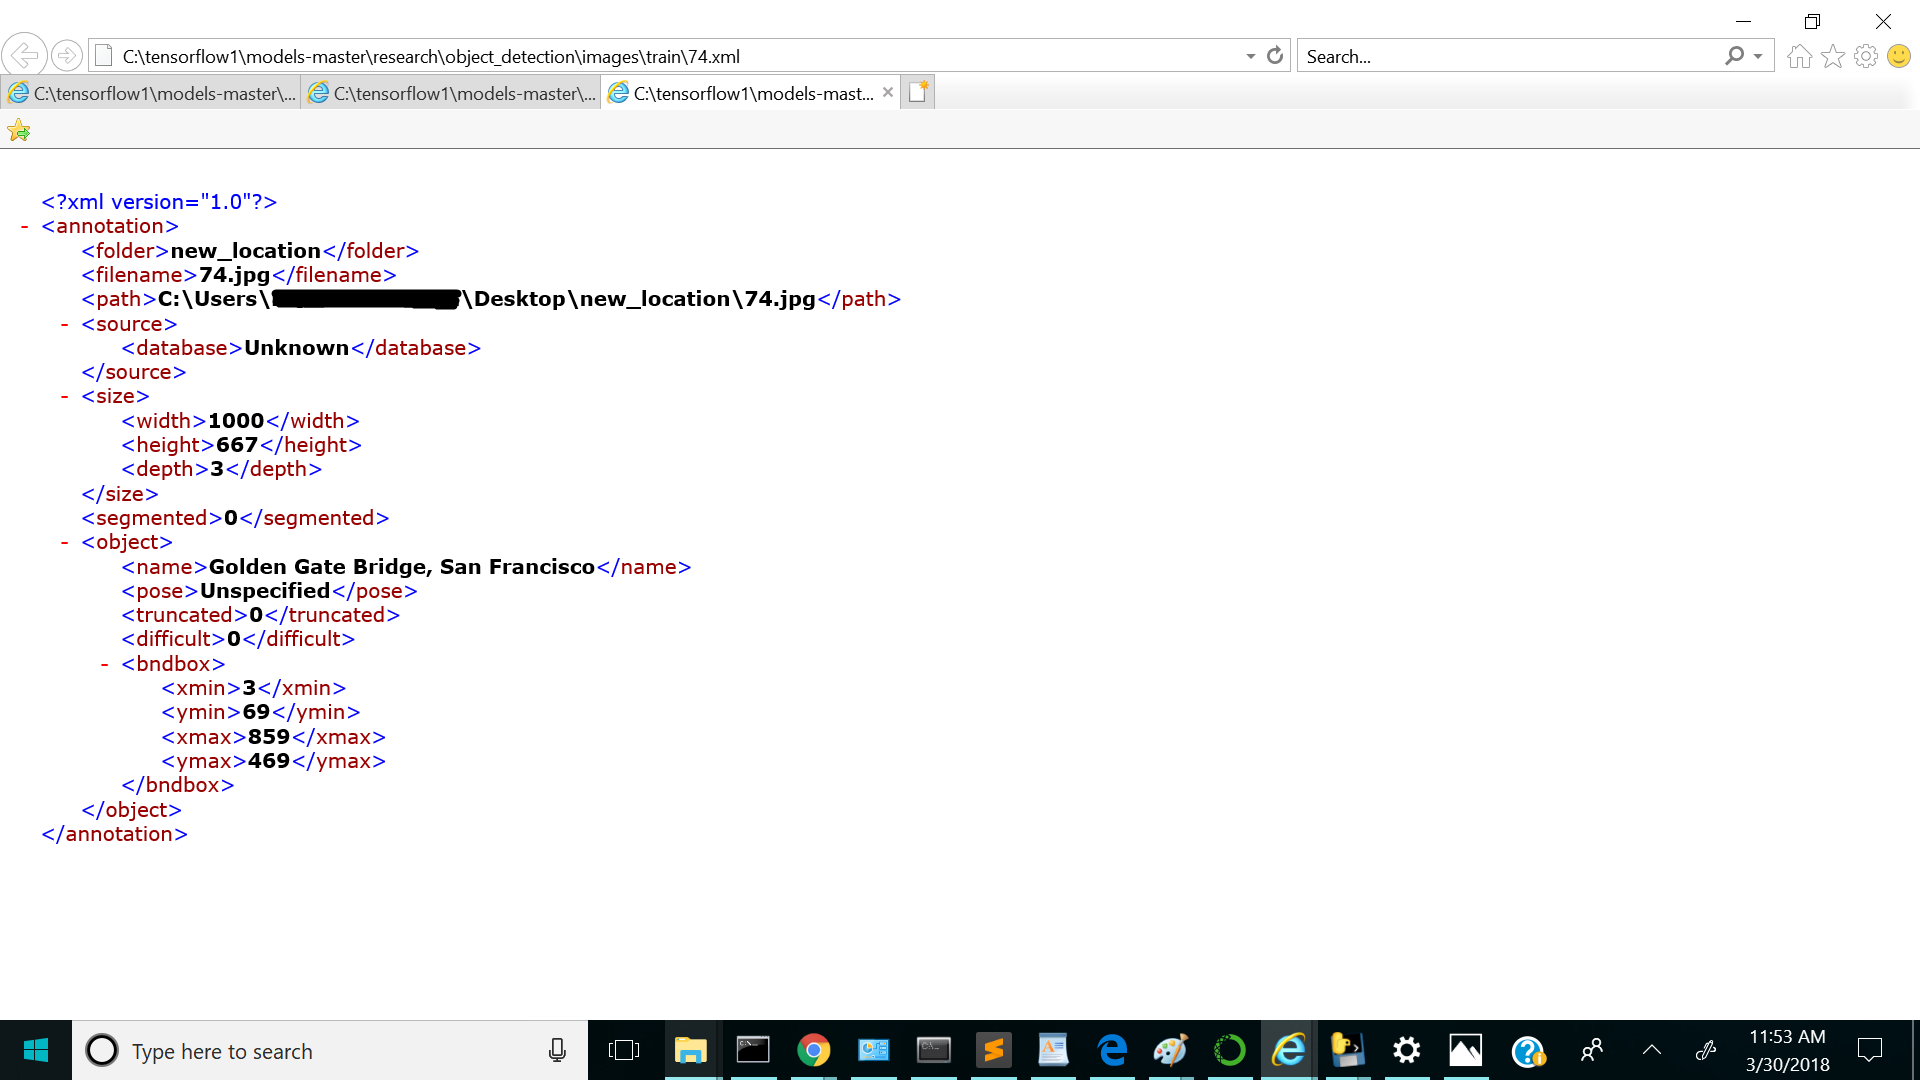 C:\tensorflow1\models-master\research\object_detection\images\train\74.xml
Search...
C:\tensorflow1\models-master\...
C:\tensorflow1\models-master\...
C:\tensorflow1\models-mast...
<?xml version="1.0"?>
- <annotation>
<folder>new_location</folder>
<filename>74.jpg</filename>
<path>C:\Users\ \Desktop\new_location\74.jpg</path>
- <source>
<database>Unknown</database>
</source>
- <size>
<width>1000</width>
<height>667</height>
<depth>3</depth>
</size>
<segmented>0</segmented>
- <object>
<name>Golden Gate Bridge, San Francisco</name>
<pose>Unspecified</pose>
<truncated>0</truncated>
<difficult>0</difficult>
- <bndbox>
<xmin>3</xmin>
<ymin>69</ymin>
<xmax>859</xmax>
<ymax>469</ymax>
</bndbox>
</object>
</annotation>
Type here to search
11:53 AM
3/30/2018